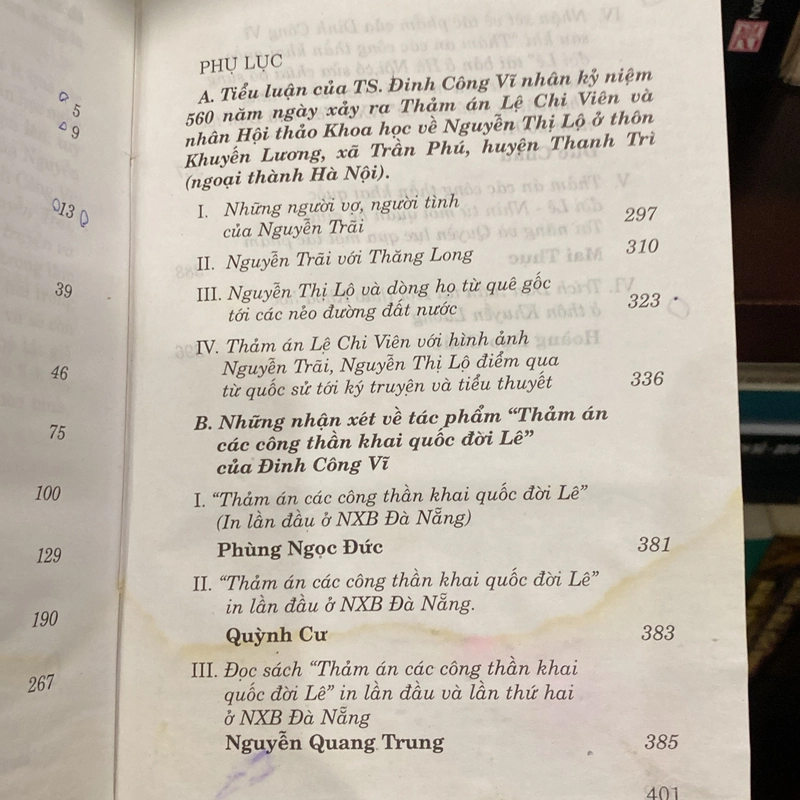 5
9
13
39
46
75
100
129
190
267
PHỤ LỤC
A. Tiểu luận của TS. Đinh Công Vĩ nhân kỷ niệm
560 năm ngày xảy ra Thảm án Lệ Chi Viên và
nhân Hội thảo Khoa học về Nguyễn Thị Lộ ở thôn
Khuyến Lương, xã Trần Phú, huyện Thanh Trì
(ngoại thành Hà Nội).
I. Những người vợ, người tình
của Nguyễn Trãi 297
II. Nguyễn Trãi với Thăng Long 310
III. Nguyễn Thị Lộ và dòng họ từ quê gốc
tới các nẻo đường đất nước 323
IV. Thảm án Lệ Chi Viên với hình ảnh
Nguyễn Trãi, Nguyễn Thị Lộ điểm qua
từ quốc sử tới ký truyện và tiểu thuyết 336
B. Những nhận xét về tác phẩm “Thảm án
các công thần khai quốc đời Lê”
của Đinh Công Vĩ
I. “Thảm án các công thần khai quốc đời Lê”
(In lần đầu ở NXB Đà Nẵng)
Phùng Ngọc Đức 381
II. “Thảm án các công thần khai quốc đời Lê”
in lần đầu ở NXB Đà Nẵng.
Quỳnh Cư 383
III. Đọc sách “Thảm án các công thần khai
quốc đời Lê” in lần đầu và lần thứ hai
ở NXB Đà Nẵng
Nguyễn Quang Trung 385
401